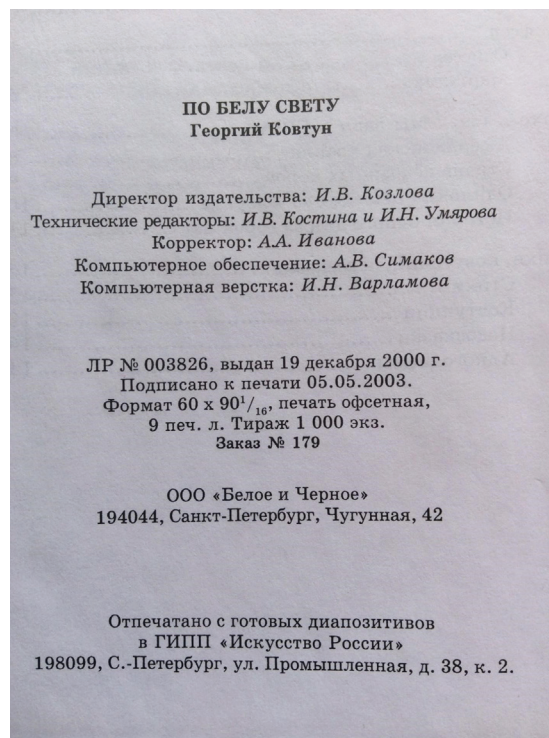 ПО БЕЛУ СВЕТУ
Георгий Ковтун
Директор издательства: И.В. Козлова
Технические редакторы: И.В. Костина и И.Н. Умярова
Корректор: А.А. Иванова
Компьютерное обеспечение: А.В. Симаков
Компьютерная верстка: И.Н. Варламова
ЛР № 003826, выдан 19 декабря 2000 г.
Подписано к печати 05.05.2003.
Формат 60 х 90¹/₁₆, печать офсетная,
9 печ. л. Тираж 1 000 экз.
Заказ № 179
ООО «Белое и Черное»
194044, Санкт-Петербург, Чугунная, 42
Отпечатано с готовых диапозитивов
в ГИПП «Искусство России»
198099, С.-Петербург, ул. Промышленная, д. 38, к. 2.